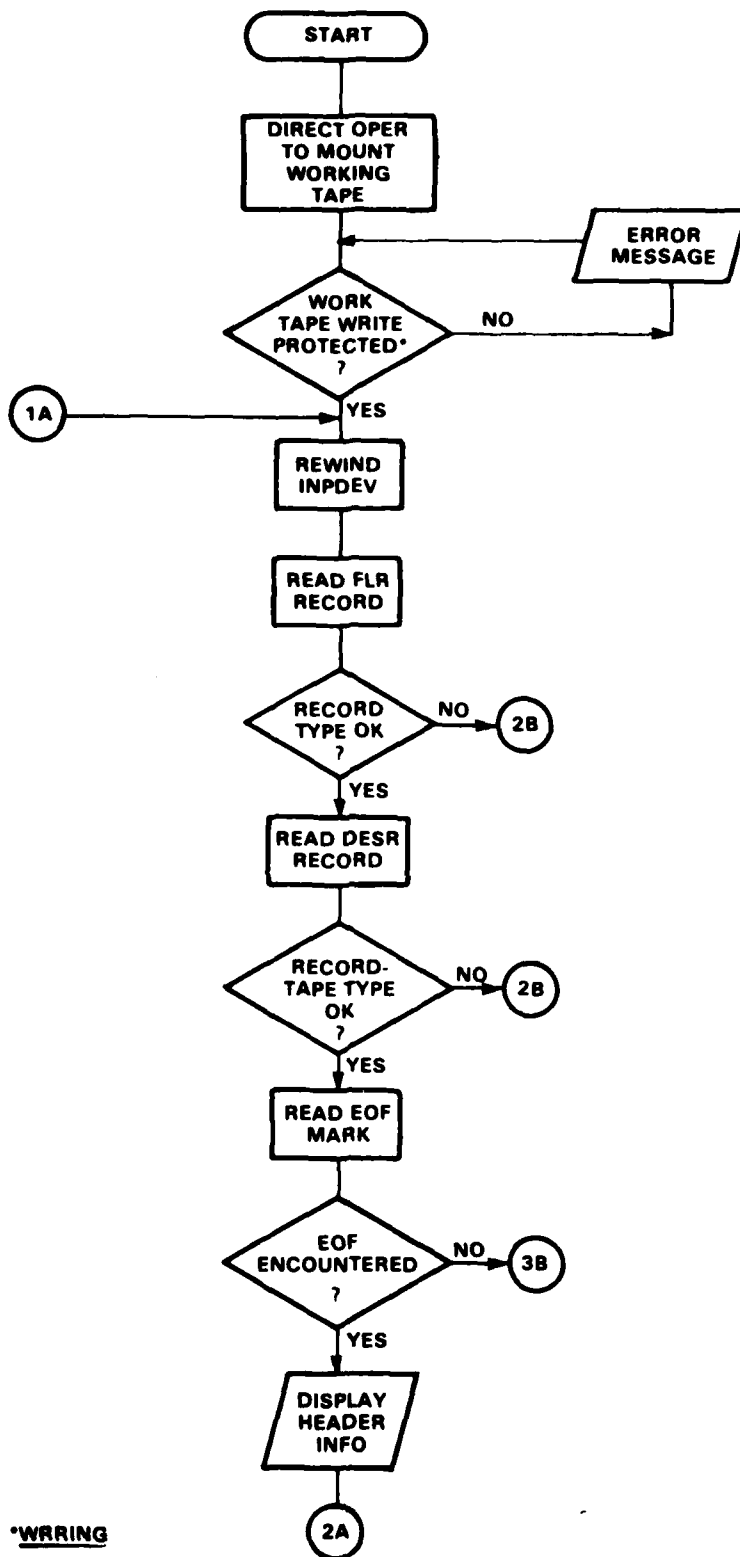 START
DIRECT OPER
TO MOUNT
WORKING
TAPE
ERROR
MESSAGE
WORK
TAPE WRITE
PROTECTED*
?
NO
YES
1A
REWIND
INPDEV
READ FLR
RECORD
RECORD
TYPE OK
?
NO
2B
YES
READ DESR
RECORD
RECORD-
TAPE TYPE
OK
?
NO
2B
YES
READ EOF
MARK
EOF
ENCOUNTERED
?
NO
3B
YES
DISPLAY
HEADER
INFO
2A
*WRRING